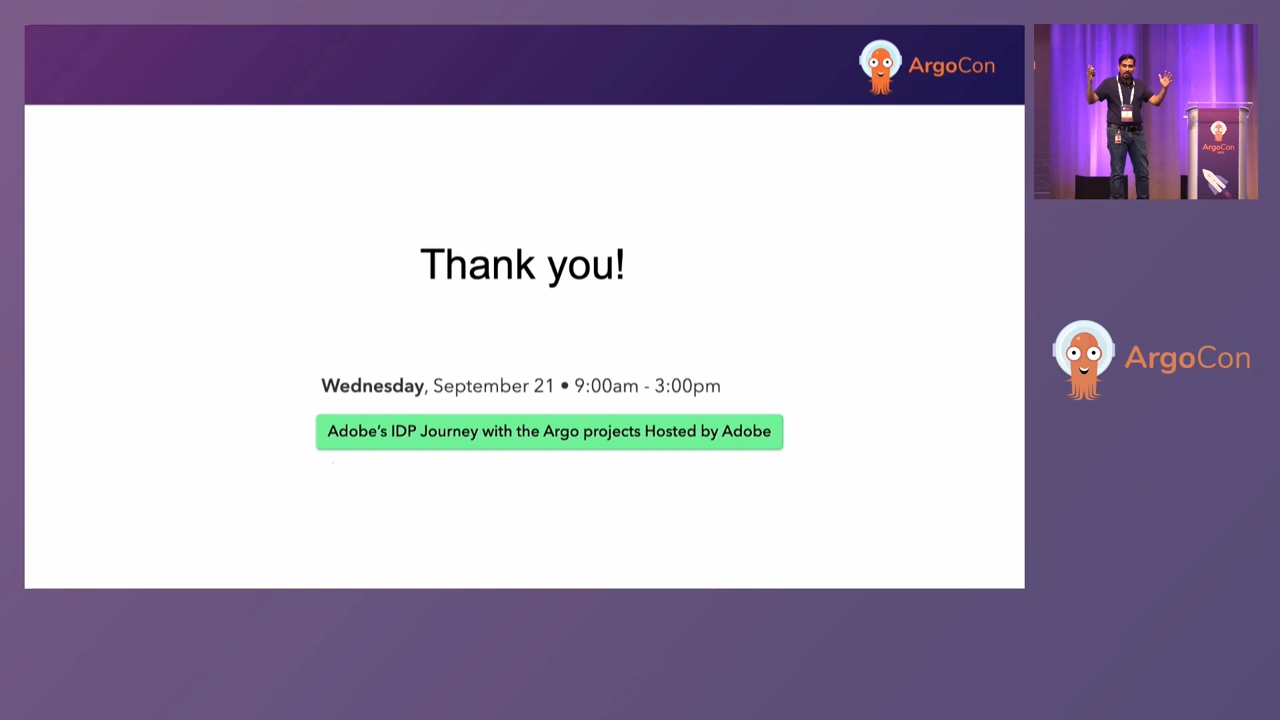 ArgoCon
Thank you!
Wednesday, September 21 • 9:00am - 3:00pm
Adobe's IDP Journey with the Argo projects Hosted by Adobe
ArgoCon
ArgoCon